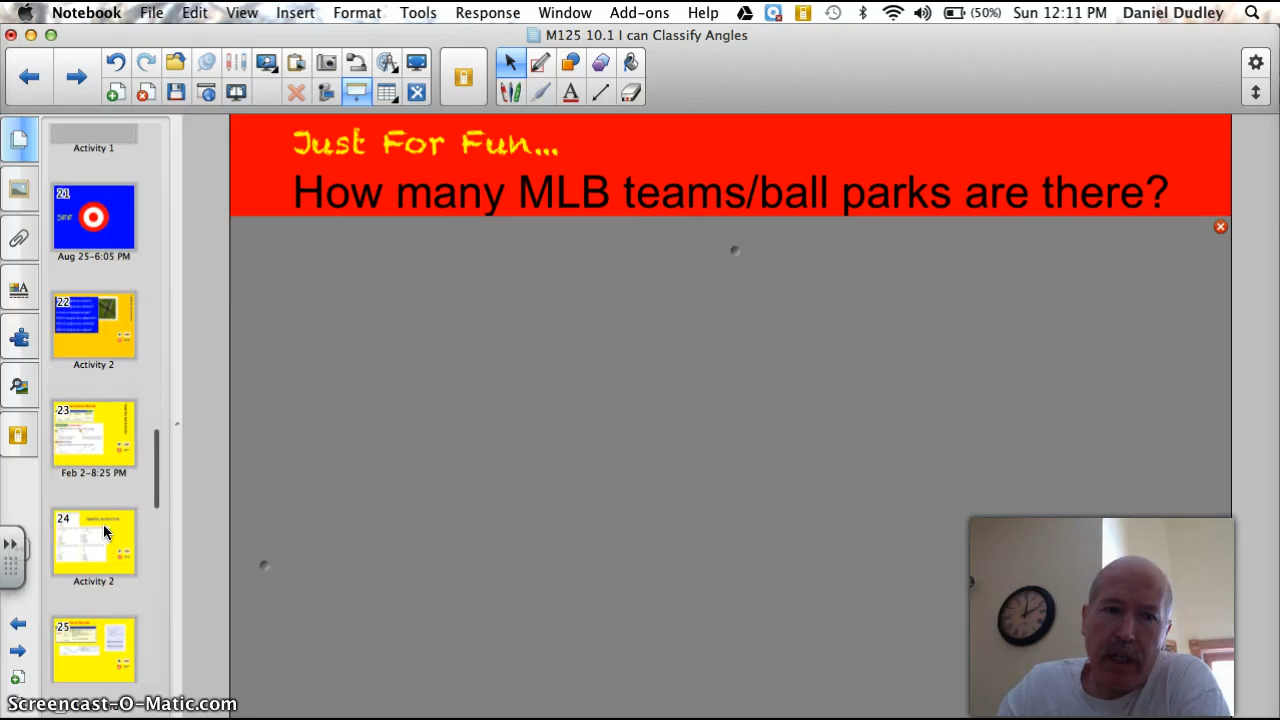 Notebook File Edit View Insert Format Tools Response Window Add-ons Help (50%) Sun 12:11 PM Daniel Dudley
M125 10.1 I can Classify Angles
Just For Fun...
How many MLB teams/ball parks are there?
Activity 1
21
Aug 25-6:05 PM
22
Activity 2
23
Feb 2-8:25 PM
24
Activity 2
25
Screencast-O-Matic.com